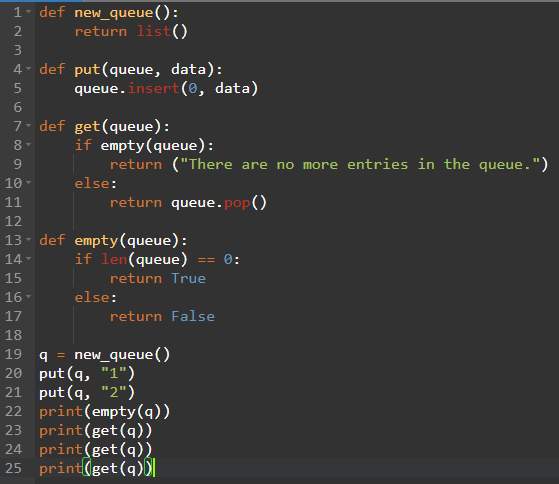 1 def new_queue():
2     return list()
3
4 def put(queue, data):
5     queue.insert(0, data)
6
7 def get(queue):
8     if empty(queue):
9         return ("There are no more entries in the queue.")
10     else:
11         return queue.pop()
12
13 def empty(queue):
14     if len(queue) == 0:
15         return True
16     else:
17         return False
18
19 q = new_queue()
20 put(q, "1")
21 put(q, "2")
22 print(empty(q))
23 print(get(q))
24 print(get(q))
25 print(get(q))